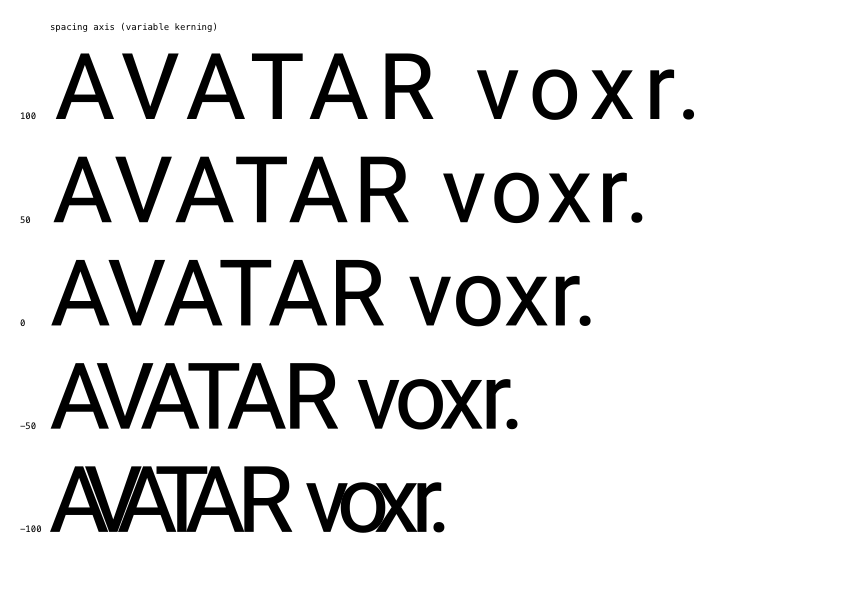 spacing axis (variable kerning)
100 AVATAR voxr.
50 AVATAR voxr.
0 AVATAR voxr.
−50 AVATAR voxr.
−100 AVATAR voxr.